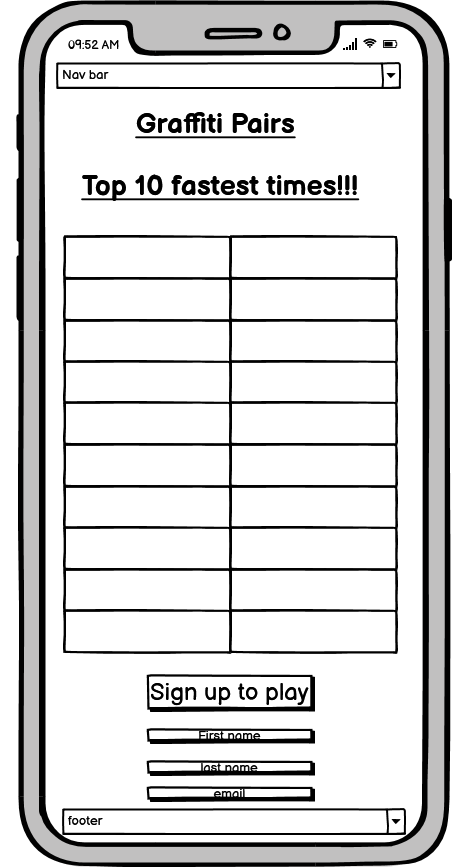 09:52 AM
Nav bar
Graffiti Pairs
Top 10 fastest times!!!
Sign up to play
First name
last name
email
footer